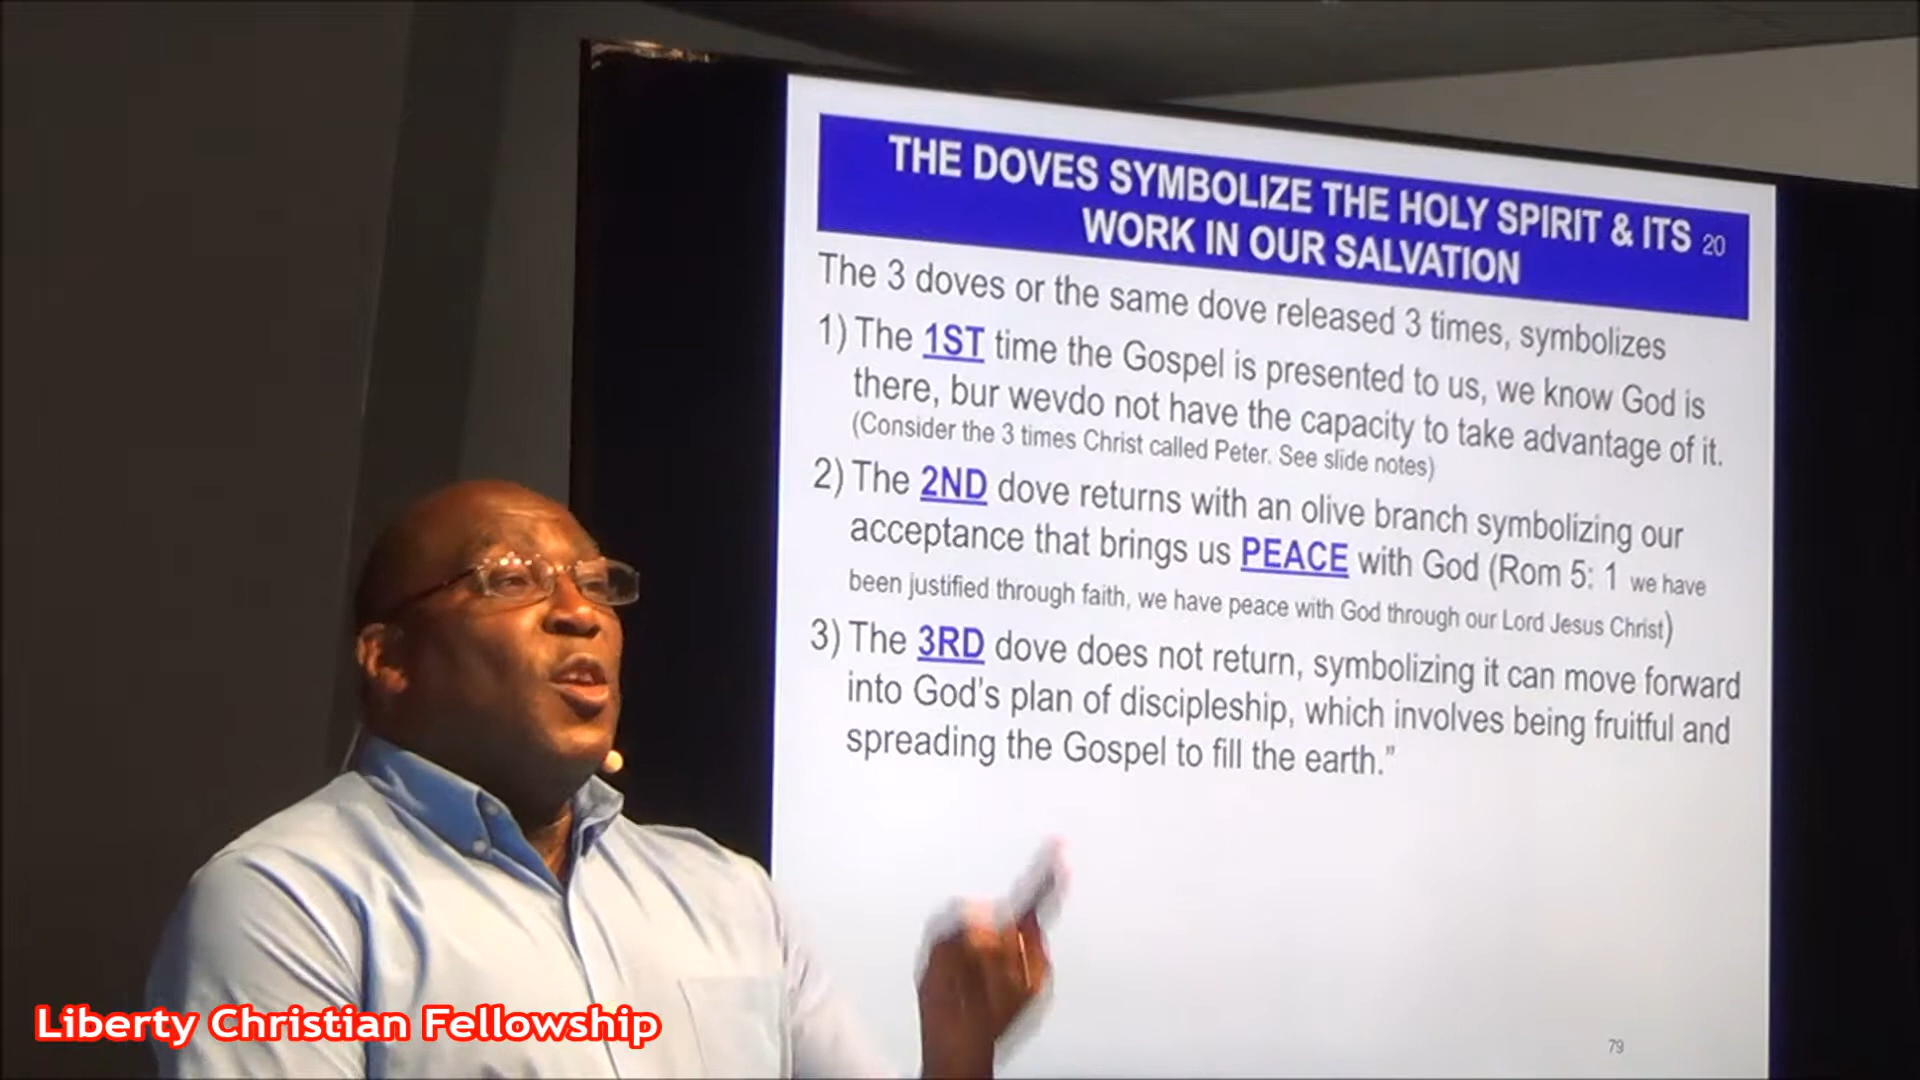 THE DOVES SYMBOLIZE THE HOLY SPIRIT & ITS 20
WORK IN OUR SALVATION
The 3 doves or the same dove released 3 times, symbolizes
1) The 1ST time the Gospel is presented to us, we know God is
there, bur wevdo not have the capacity to take advantage of it.
(Consider the 3 times Christ called Peter. See slide notes)
2) The 2ND dove returns with an olive branch symbolizing our
acceptance that brings us PEACE with God (Rom 5: 1 we have
been justified through faith, we have peace with God through our Lord Jesus Christ)
3) The 3RD dove does not return, symbolizing it can move forward
into God's plan of discipleship, which involves being fruitful and
spreading the Gospel to fill the earth.”
Liberty Christian Fellowship
79